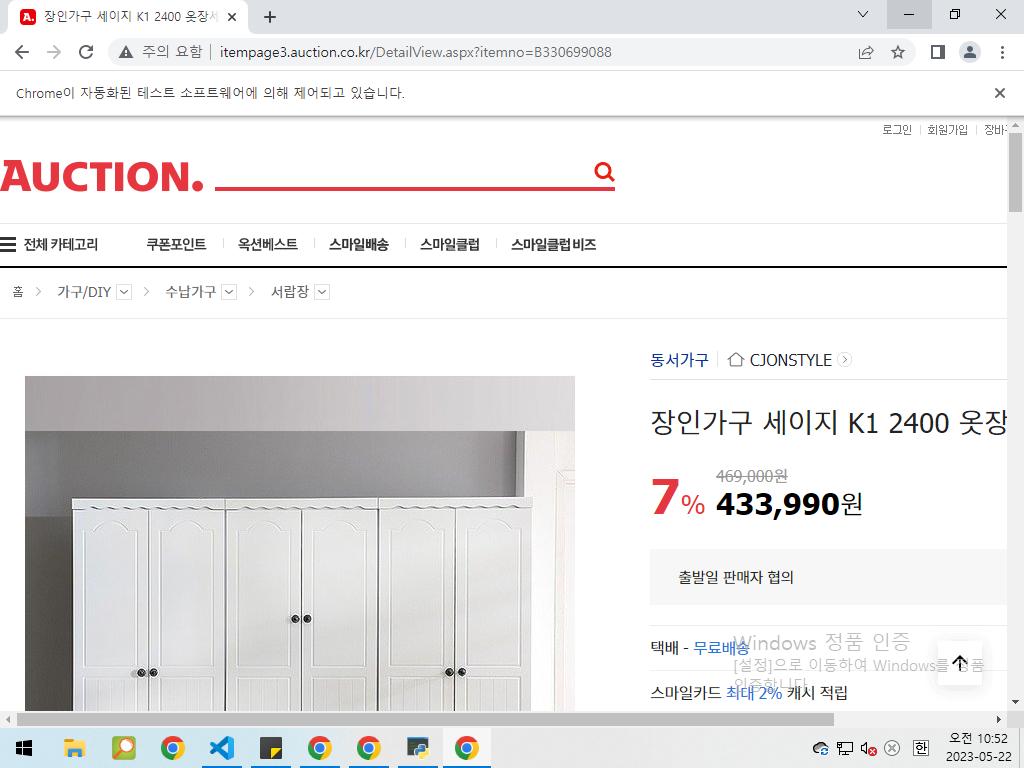 장인가구 세이지 K1 2400 옷장세
주의 요함
itempage3.auction.co.kr/DetailView.aspx?itemno=B330699088
Chrome이 자동화된 테스트 소프트웨어에 의해 제어되고 있습니다.
로그인 회원가입 장바구
AUCTION.
전체 카테고리 쿠폰포인트 옥션베스트 스마일배송 스마일클럽 스마일클럽 비즈
홈 가구/DIY 수납가구 서랍장
동서가구 CJONSTYLE
장인가구 세이지 K1 2400 옷장
469,000원
7% 433,990원
출발일 판매자 협의
택배 - 무료배송
Windows 정품 인증
[설정]으로 이동하여 Windows를 정품
인증합니다.
스마일카드 최대 2% 캐시 적립
한
오전 10:52
2023-05-22